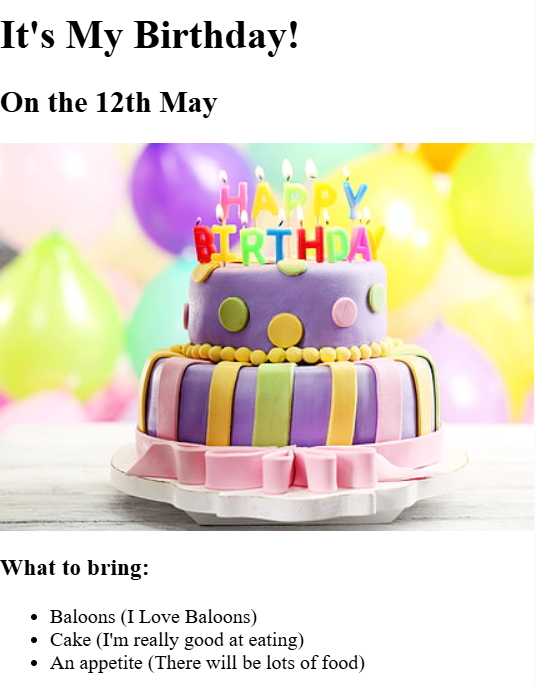 It's My Birthday!
On the 12th May
HAPPY
BIRTHDAY
What to bring:
Baloons (I Love Baloons)
Cake (I'm really good at eating)
An appetite (There will be lots of food)